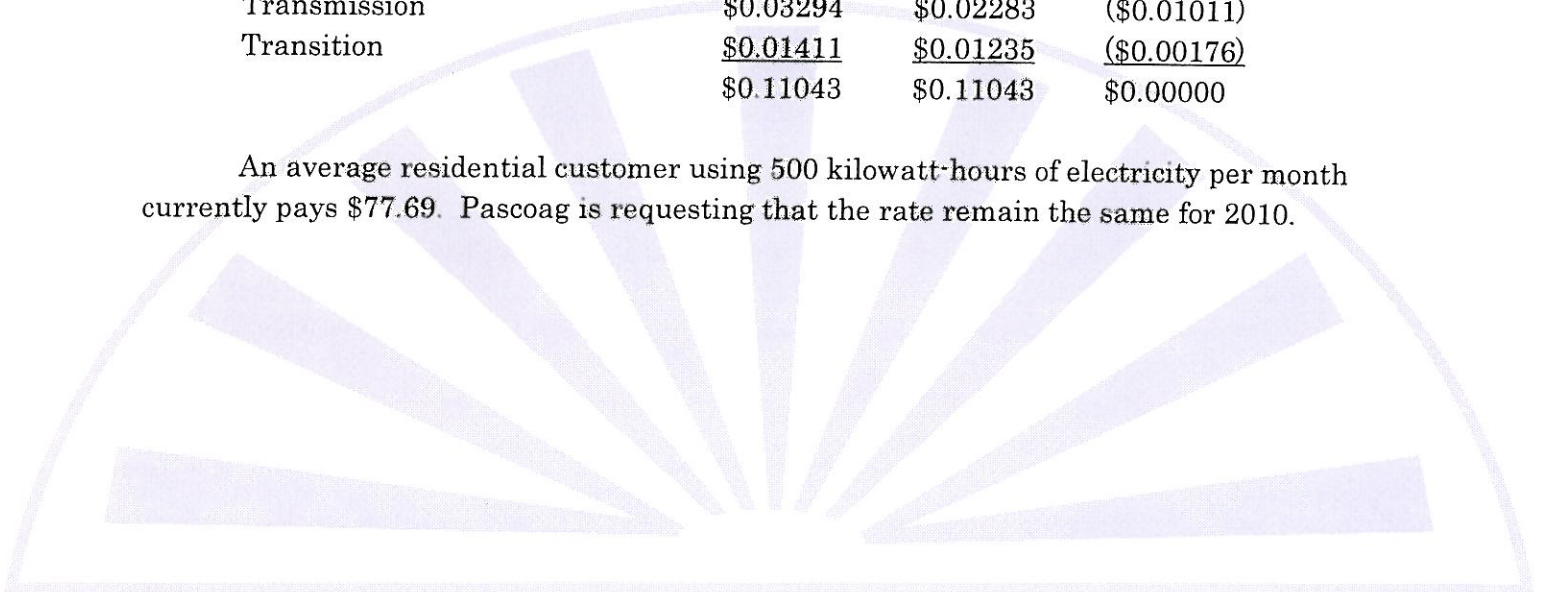 Transmission $0.03294 $0.02283 ($0.01011)
Transition $0.01411 $0.01235 ($0.00176)
$0.11043 $0.11043 $0.00000
An average residential customer using 500 kilowatt-hours of electricity per month
currently pays $77.69. Pascoag is requesting that the rate remain the same for 2010.